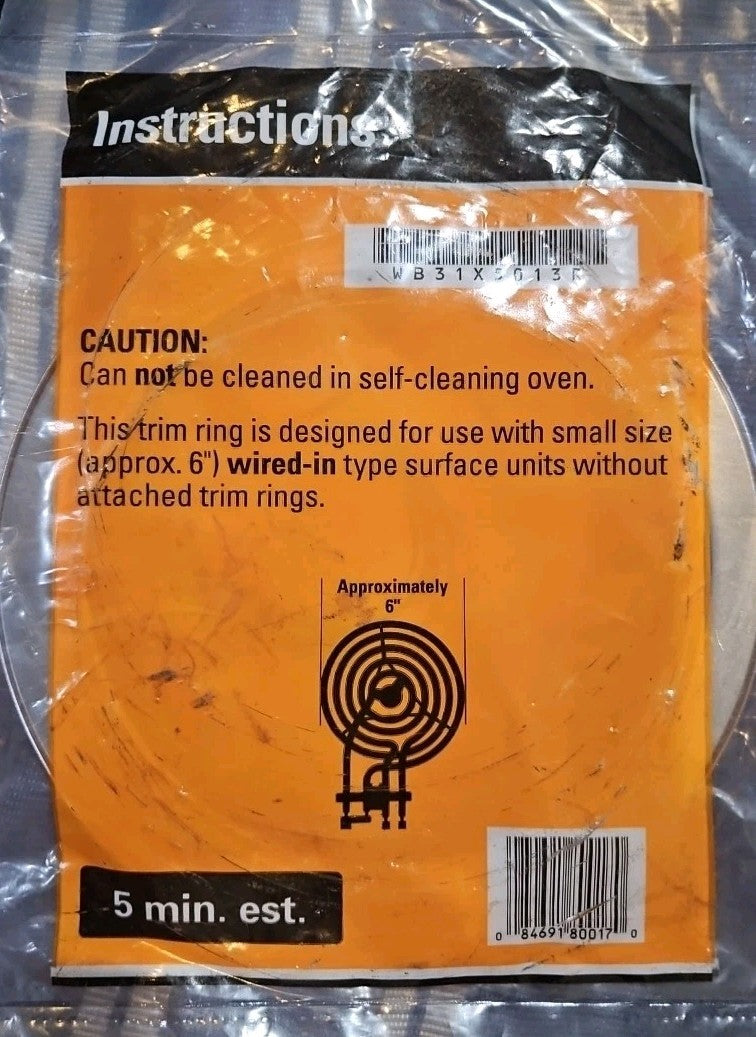 Instructions
CAUTION:
Can not be cleaned in self-cleaning oven.
This trim ring is designed for use with small size
(approx. 6") wired-in type surface units without
attached trim rings.
Approximately
6"
5 min. est.
0 84691 80017 0